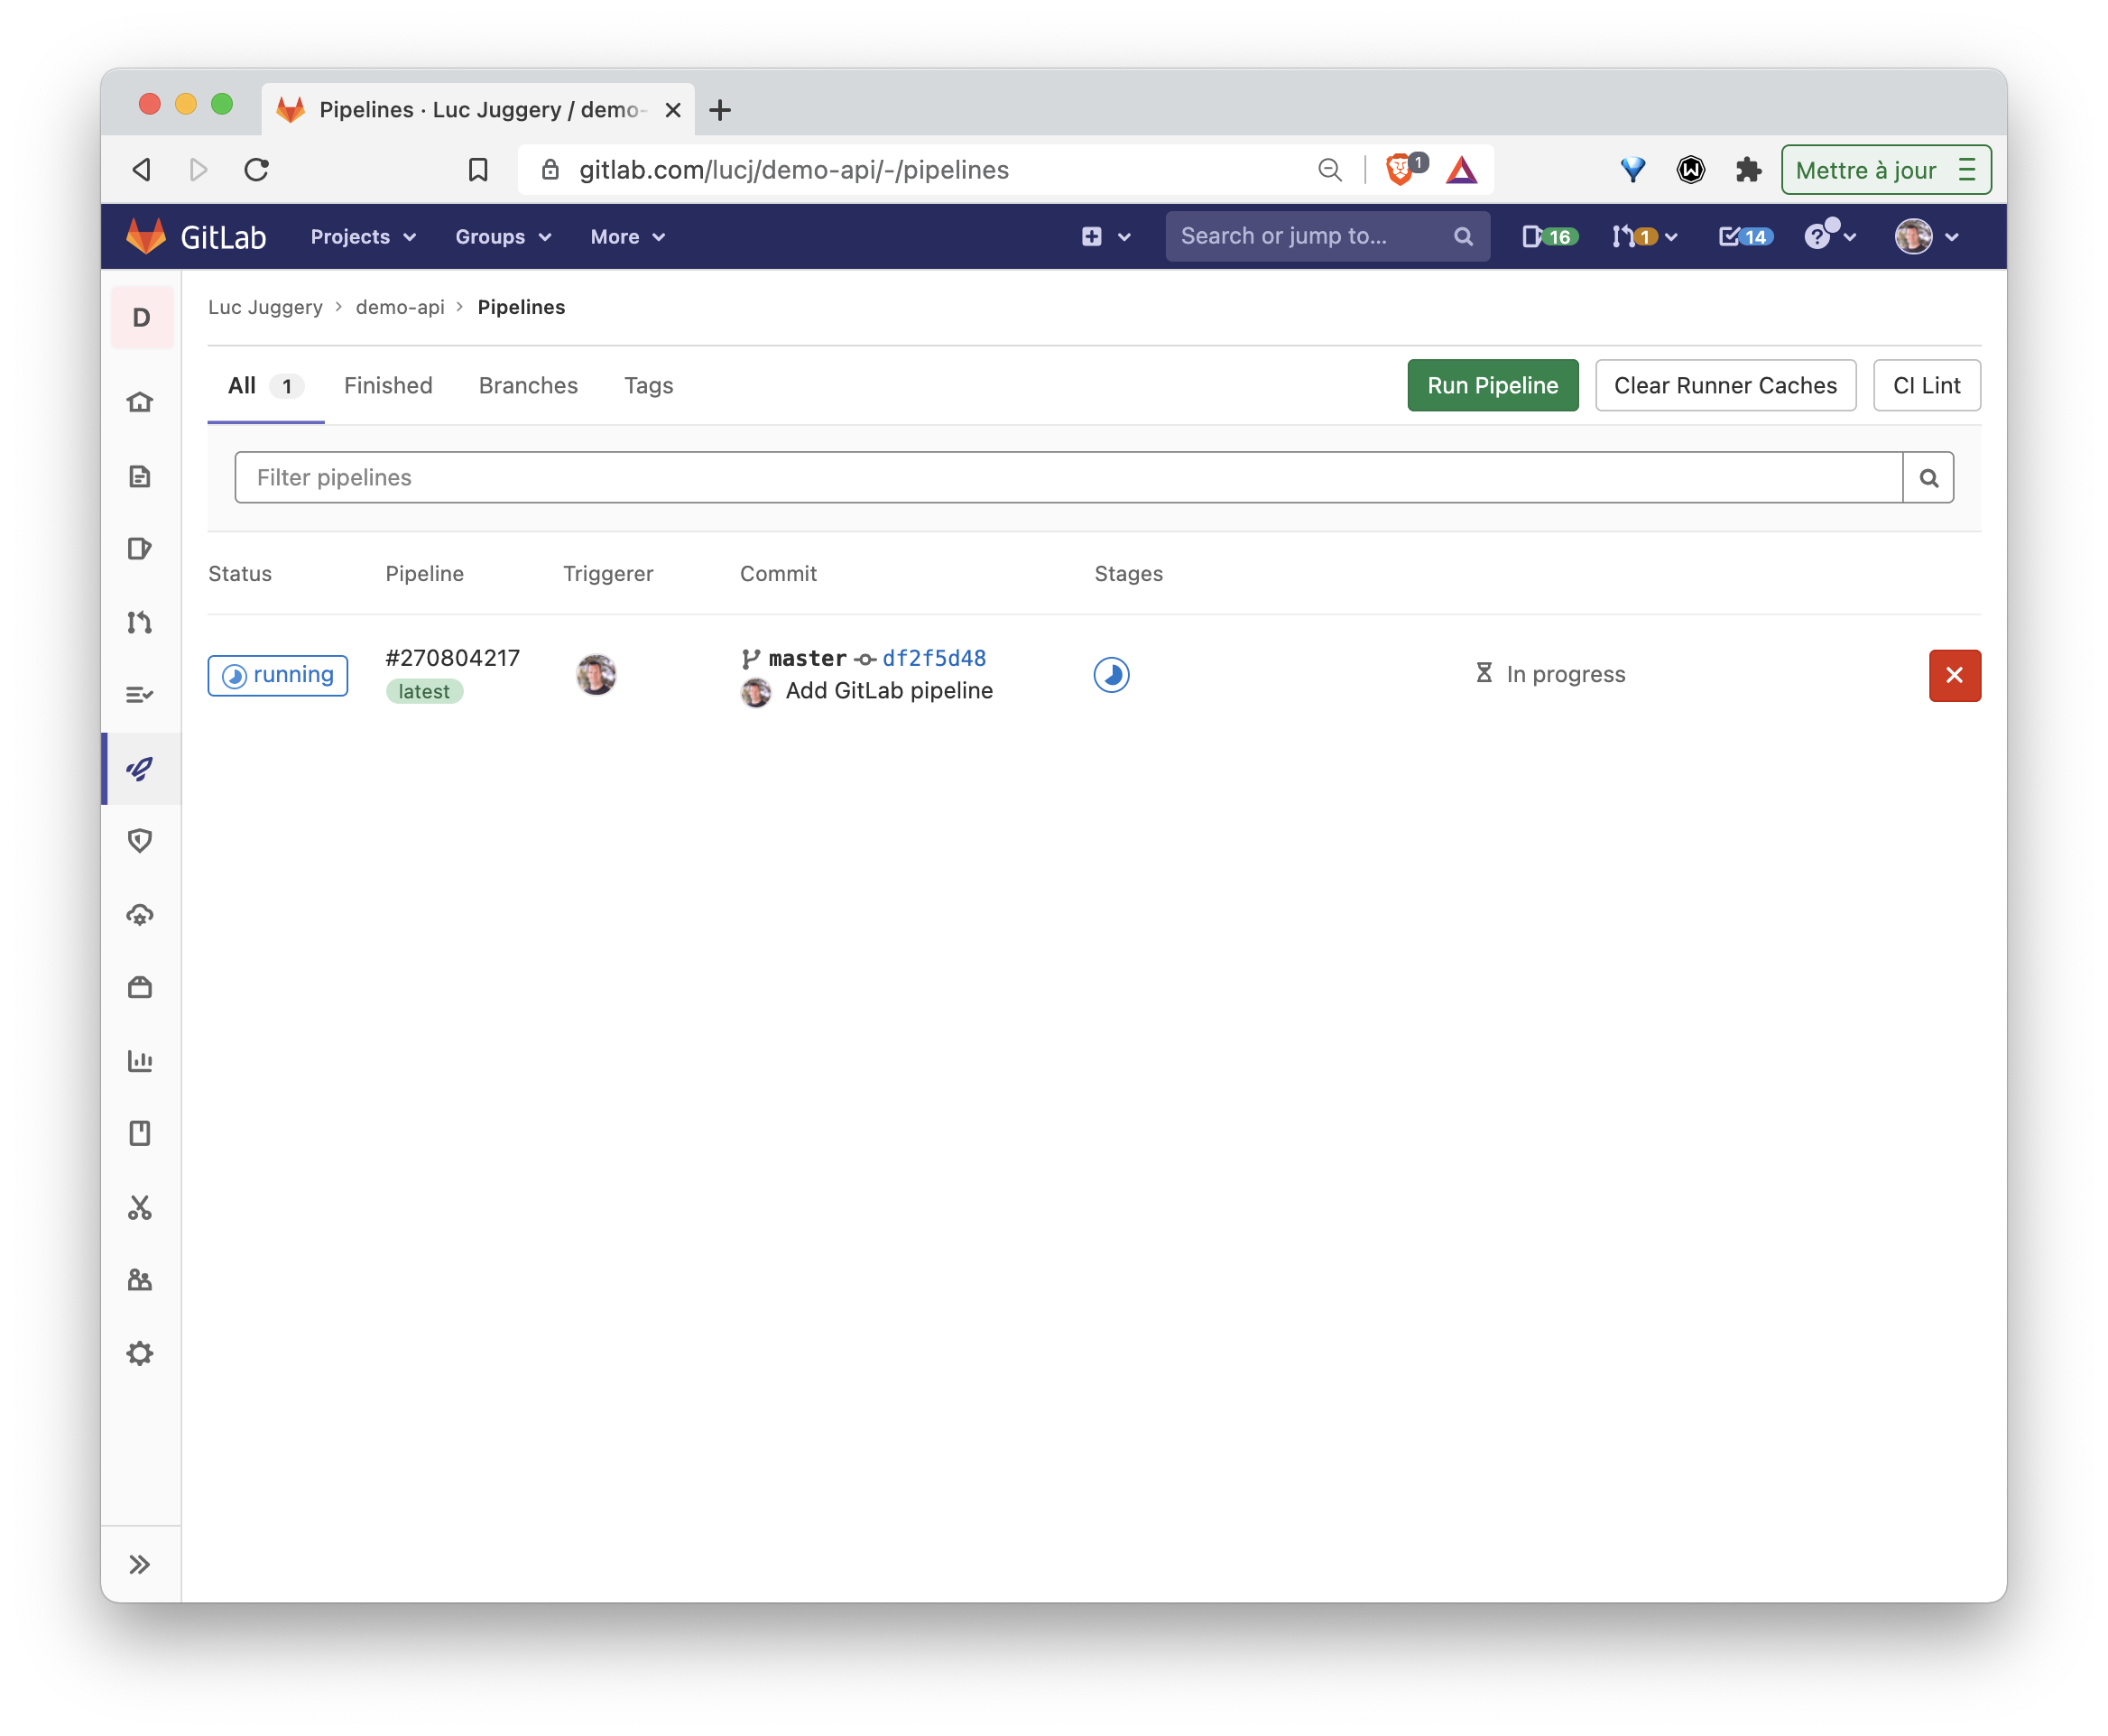 Pipelines · Luc Juggery / demo-
gitlab.com/lucj/demo-api/-/pipelines
1
Mettre à jour
GitLab
Projects
Groups
More
Search or jump to...
16
1
14
D
Luc Juggery > demo-api > Pipelines
All 1
Finished
Branches
Tags
Run Pipeline
Clear Runner Caches
CI Lint
Filter pipelines
Status
Pipeline
Triggerer
Commit
Stages
running
#270804217
latest
master df2f5d48
Add GitLab pipeline
In progress